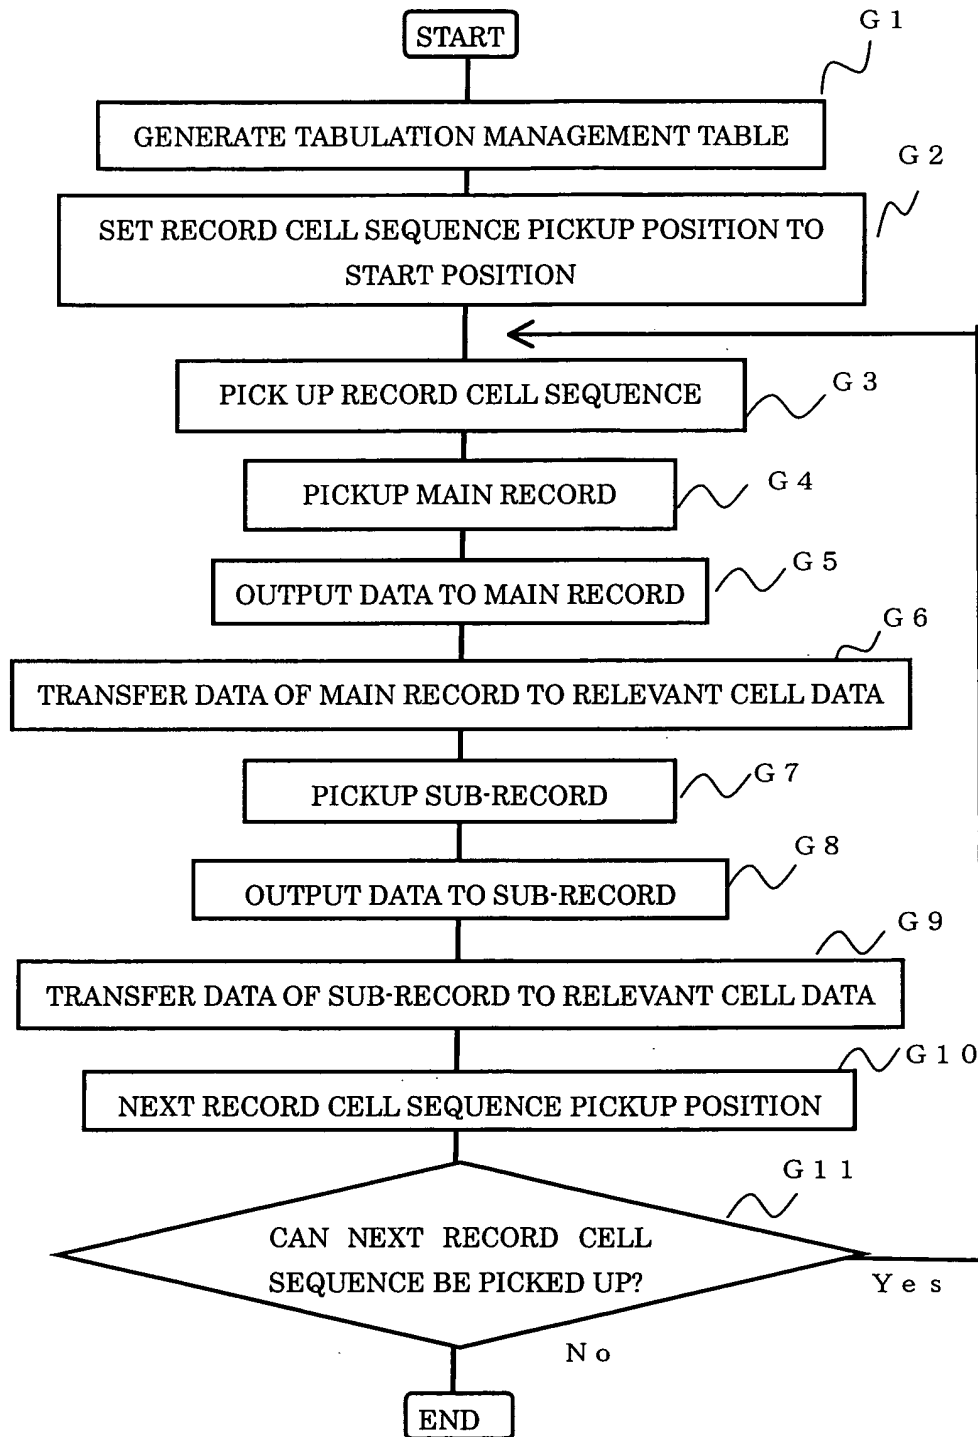 START
G 1
GENERATE TABULATION MANAGEMENT TABLE
G 2
SET RECORD CELL SEQUENCE PICKUP POSITION TO
START POSITION
G 3
PICK UP RECORD CELL SEQUENCE
G 4
PICKUP MAIN RECORD
G 5
OUTPUT DATA TO MAIN RECORD
G 6
TRANSFER DATA OF MAIN RECORD TO RELEVANT CELL DATA
G 7
PICKUP SUB-RECORD
G 8
OUTPUT DATA TO SUB-RECORD
G 9
TRANSFER DATA OF SUB-RECORD TO RELEVANT CELL DATA
G 1 0
NEXT RECORD CELL SEQUENCE PICKUP POSITION
G 1 1
CAN NEXT RECORD CELL
SEQUENCE BE PICKED UP?
Yes
No
END